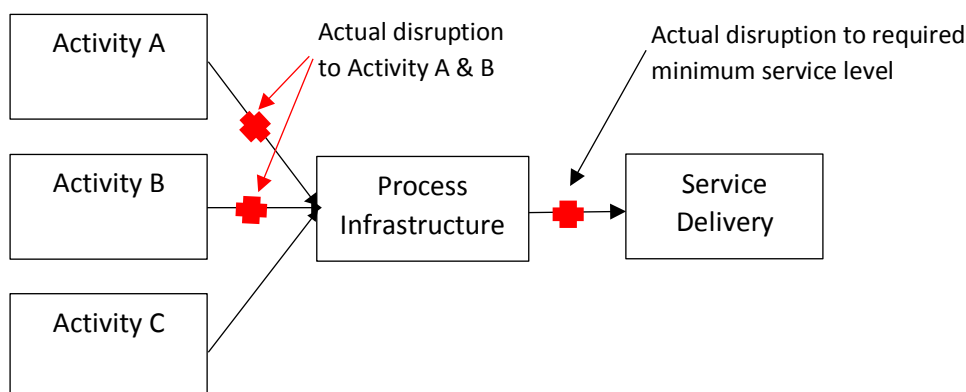 Activity A
Actual disruption
to Activity A & B
Actual disruption to required
minimum service level
Activity B
Process
Infrastructure
Service
Delivery
Activity C